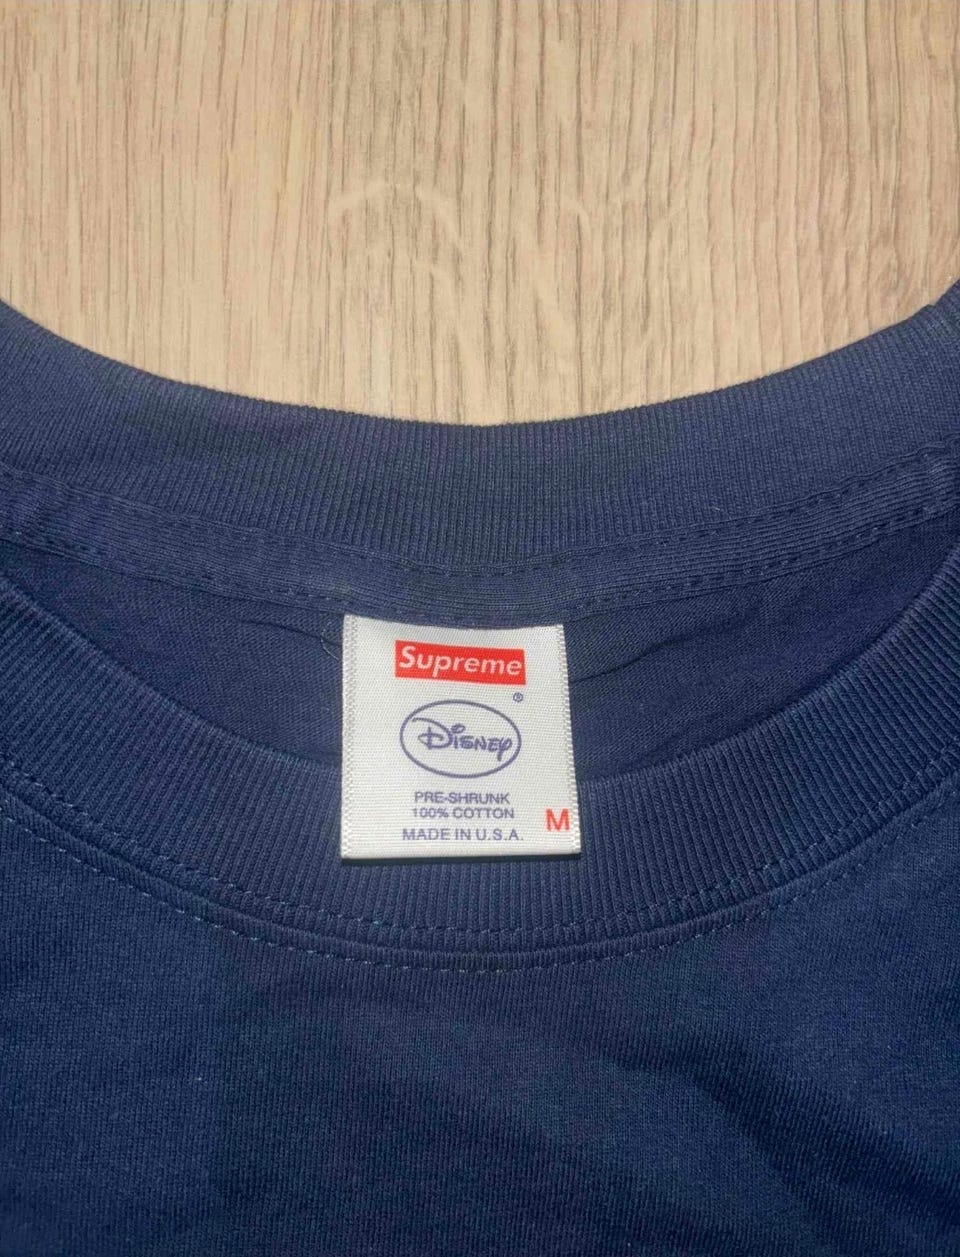 Supreme
®
Disney
PRE-SHRUNK
100% COTTON
M
MADE IN U.S.A.